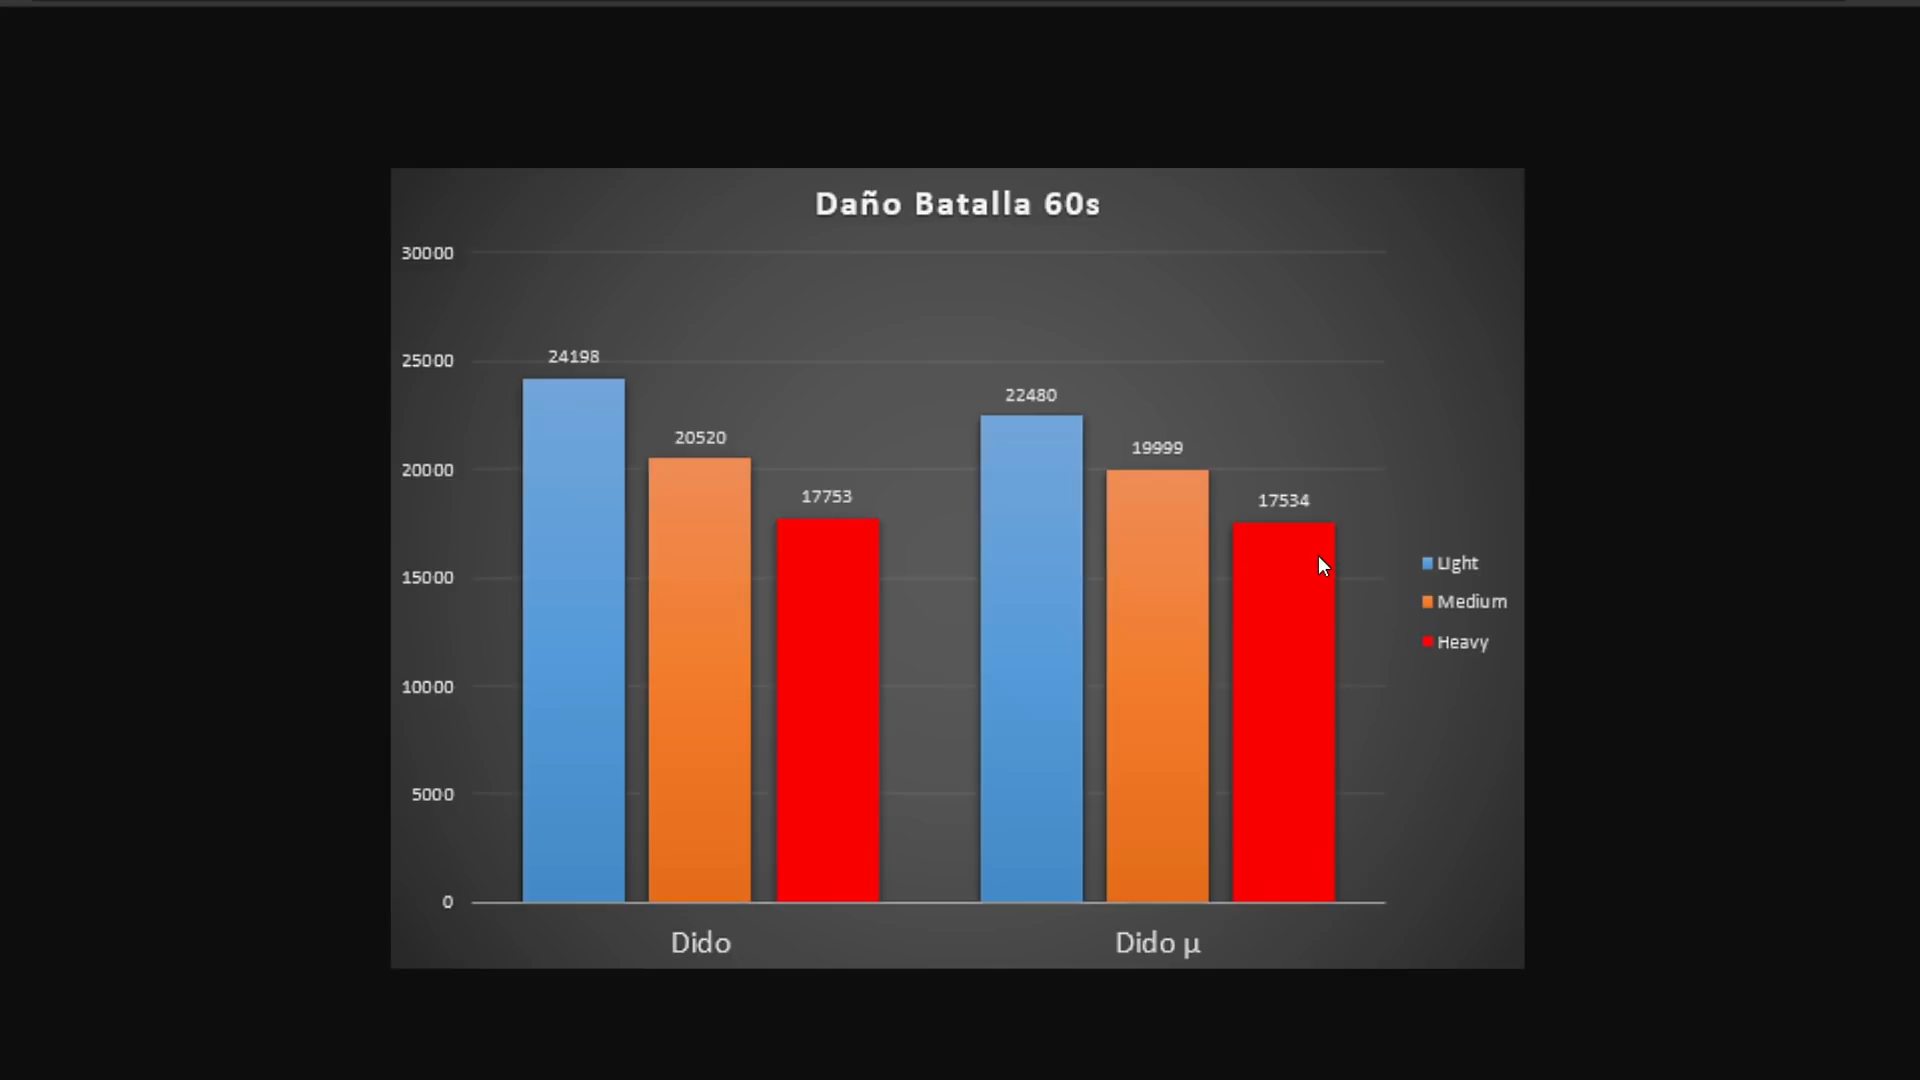 Daño Batalla 60s
30000
25000
20000
15000
10000
5000
0
24198
20520
17753
22480
19999
17534
Light
Medium
Heavy
Dido
Dido µ